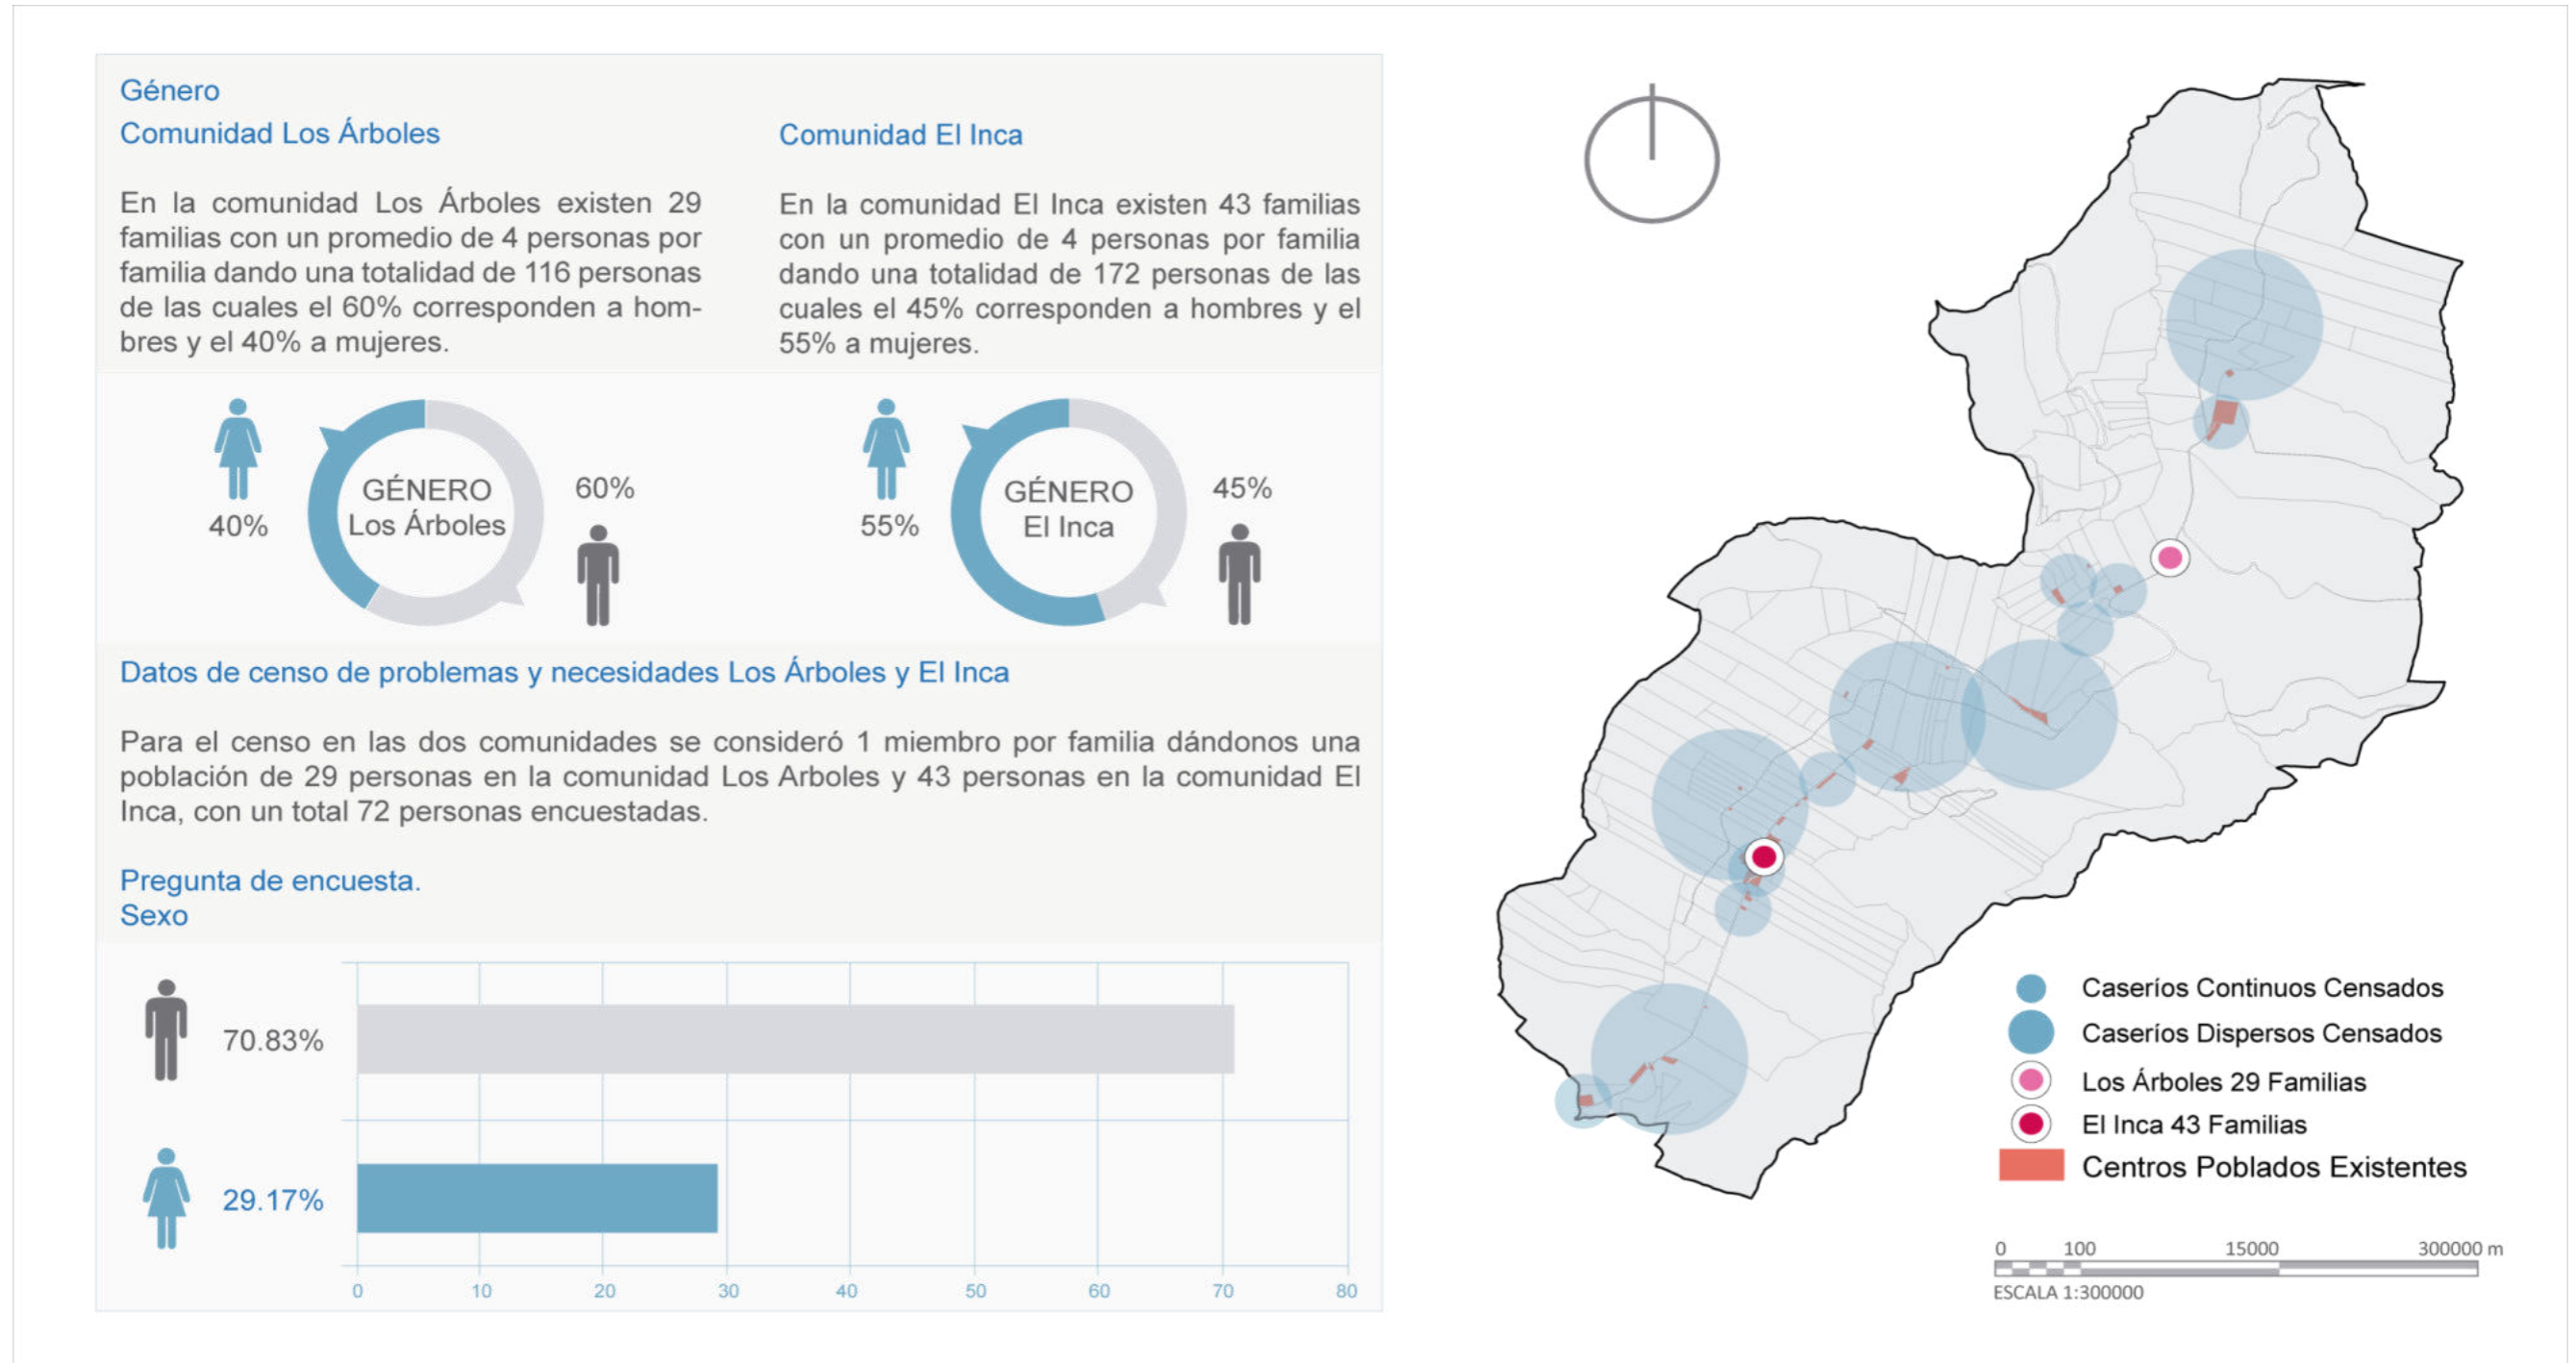 Género
Comunidad Los Árboles
En la comunidad Los Árboles existen 29
familias con un promedio de 4 personas por
familia dando una totalidad de 116 personas
de las cuales el 60% corresponden a hom-
bres y el 40% a mujeres.
Comunidad El Inca
En la comunidad El Inca existen 43 familias
con un promedio de 4 personas por familia
dando una totalidad de 172 personas de las
cuales el 45% corresponden a hombres y el
55% a mujeres.
40%
GÉNERO
Los Árboles
60%
55%
GÉNERO
El Inca
45%
Datos de censo de problemas y necesidades Los Árboles y El Inca
Para el censo en las dos comunidades se consideró 1 miembro por familia dándonos una
población de 29 personas en la comunidad Los Arboles y 43 personas en la comunidad El
Inca, con un total 72 personas encuestadas.
Pregunta de encuesta.
Sexo
70.83%
29.17%
0 10 20 30 40 50 60 70 80
Caseríos Continuos Censados
Caseríos Dispersos Censados
Los Árboles 29 Familias
El Inca 43 Familias
Centros Poblados Existentes
0 100 15000 300000 m
ESCALA 1:300000